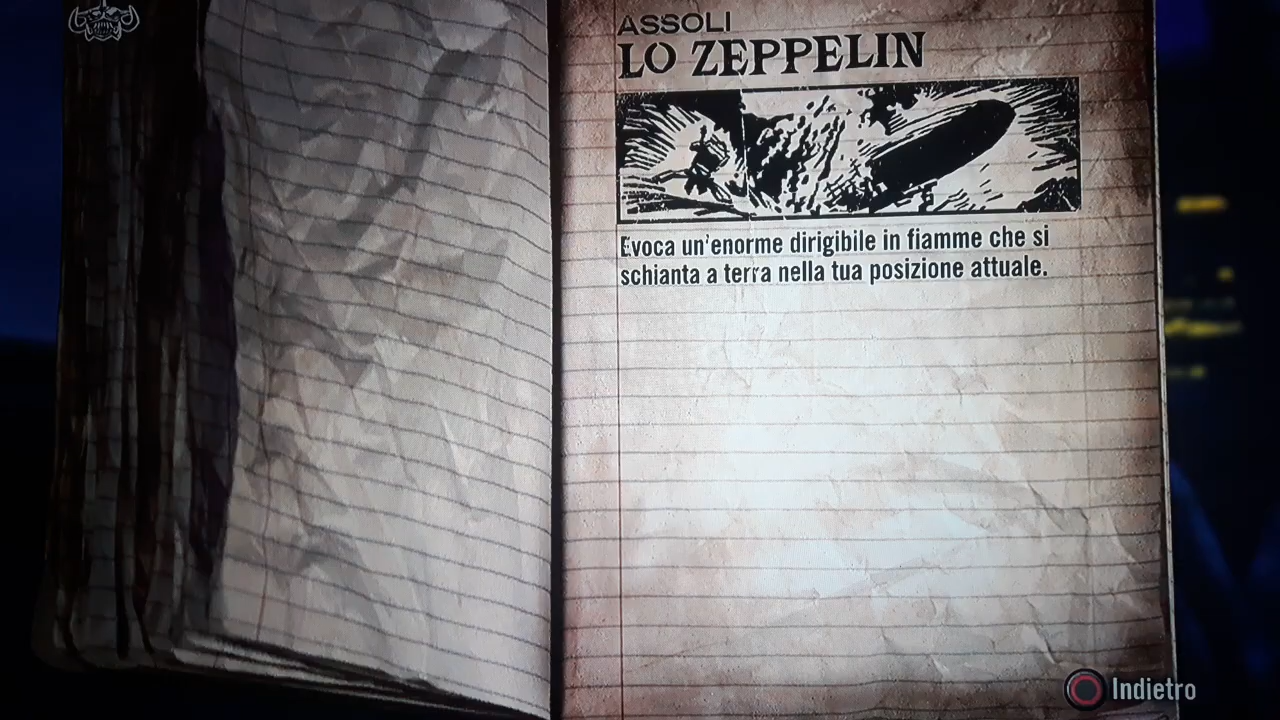 ASSOLI
LO ZEPPELIN
Evoca un'enorme dirigibile in fiamme che si
schianta a terra nella tua posizione attuale.
Indietro